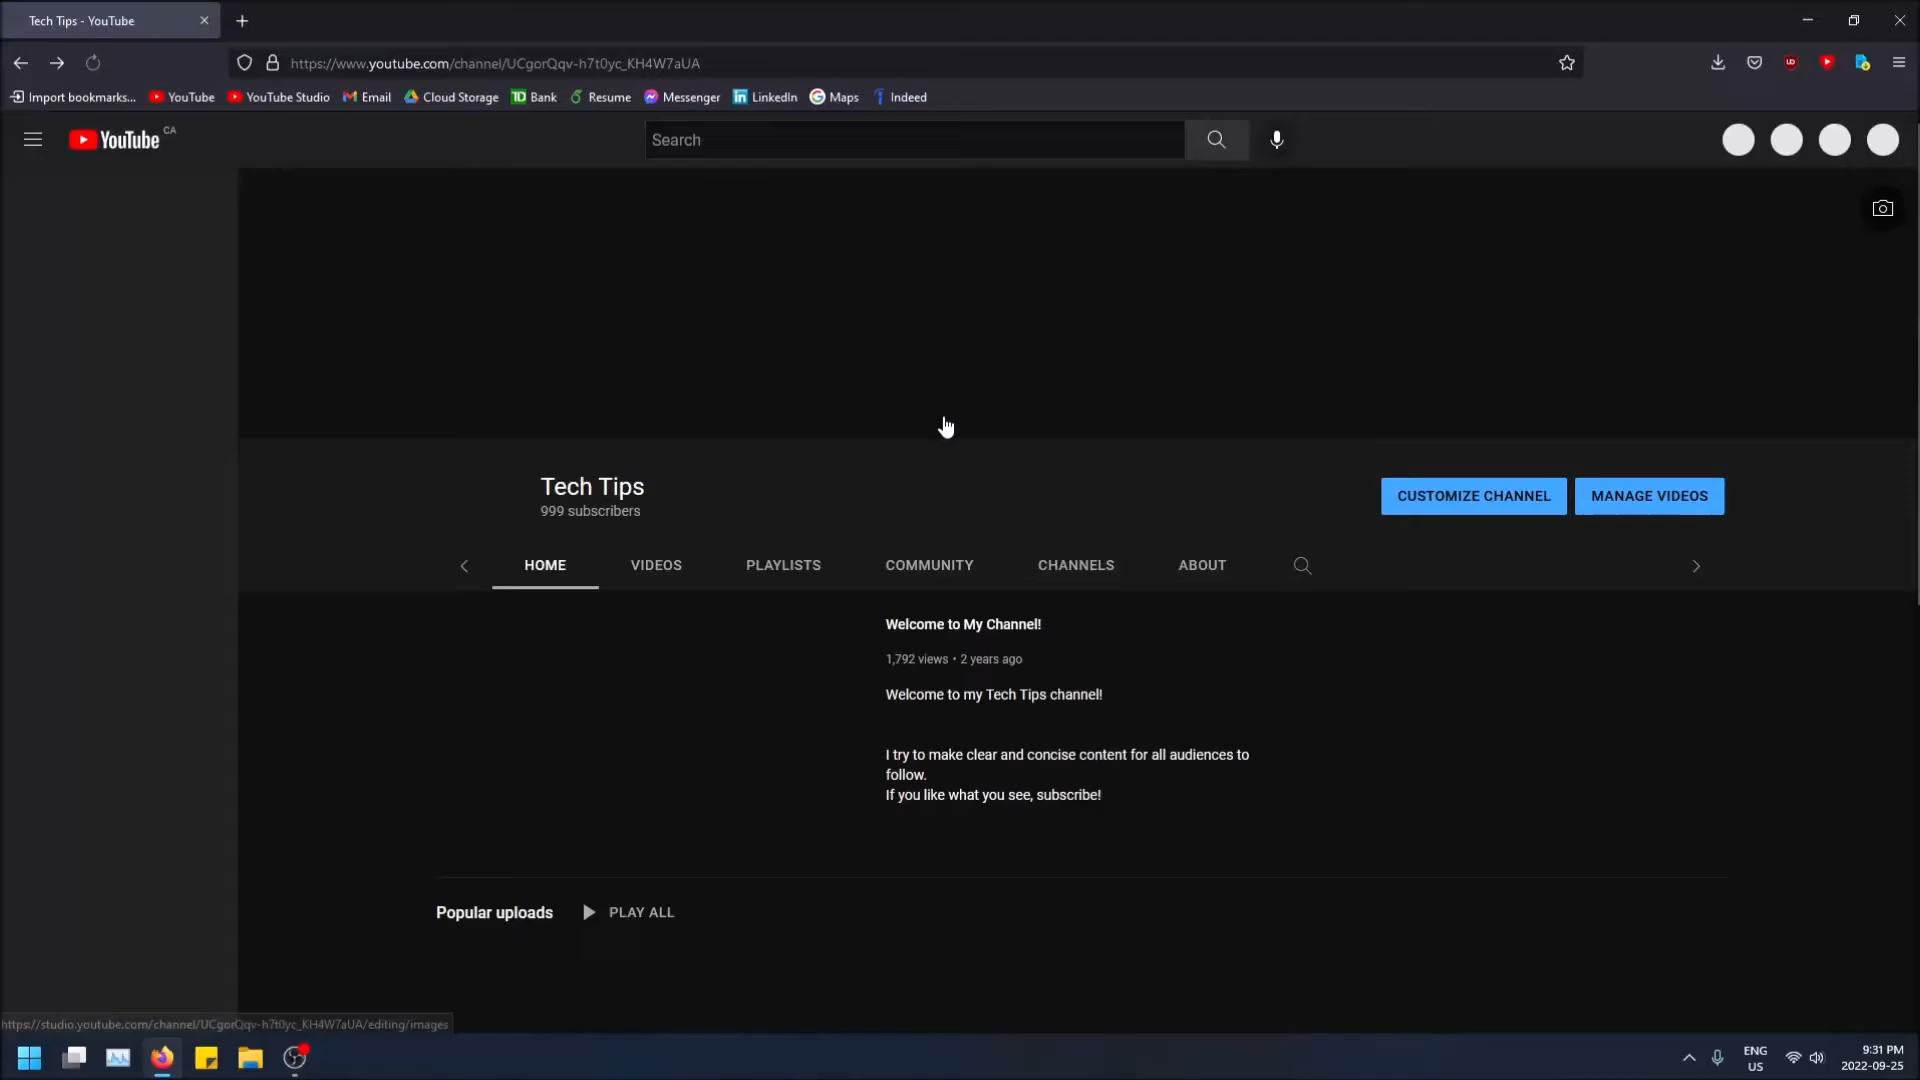 Tech Tips - YouTube
https://www.youtube.com/channel/UCgorQqv-h7t0yc_KH4W7aUA
Import bookmarks... YouTube YouTube Studio Email Cloud Storage TD Bank Resume Messenger LinkedIn Maps Indeed
YouTube CA
Search
Tech Tips
999 subscribers
CUSTOMIZE CHANNEL
MANAGE VIDEOS
HOME VIDEOS PLAYLISTS COMMUNITY CHANNELS ABOUT
Welcome to My Channel!
1,792 views • 2 years ago
Welcome to my Tech Tips channel!
I try to make clear and concise content for all audiences to
follow.
If you like what you see, subscribe!
Popular uploads PLAY ALL
https://studio.youtube.com/channel/UCgorQqv-h7t0yc_KH4W7aUA/editing/images
ENG
US
9:31 PM
2022-09-25